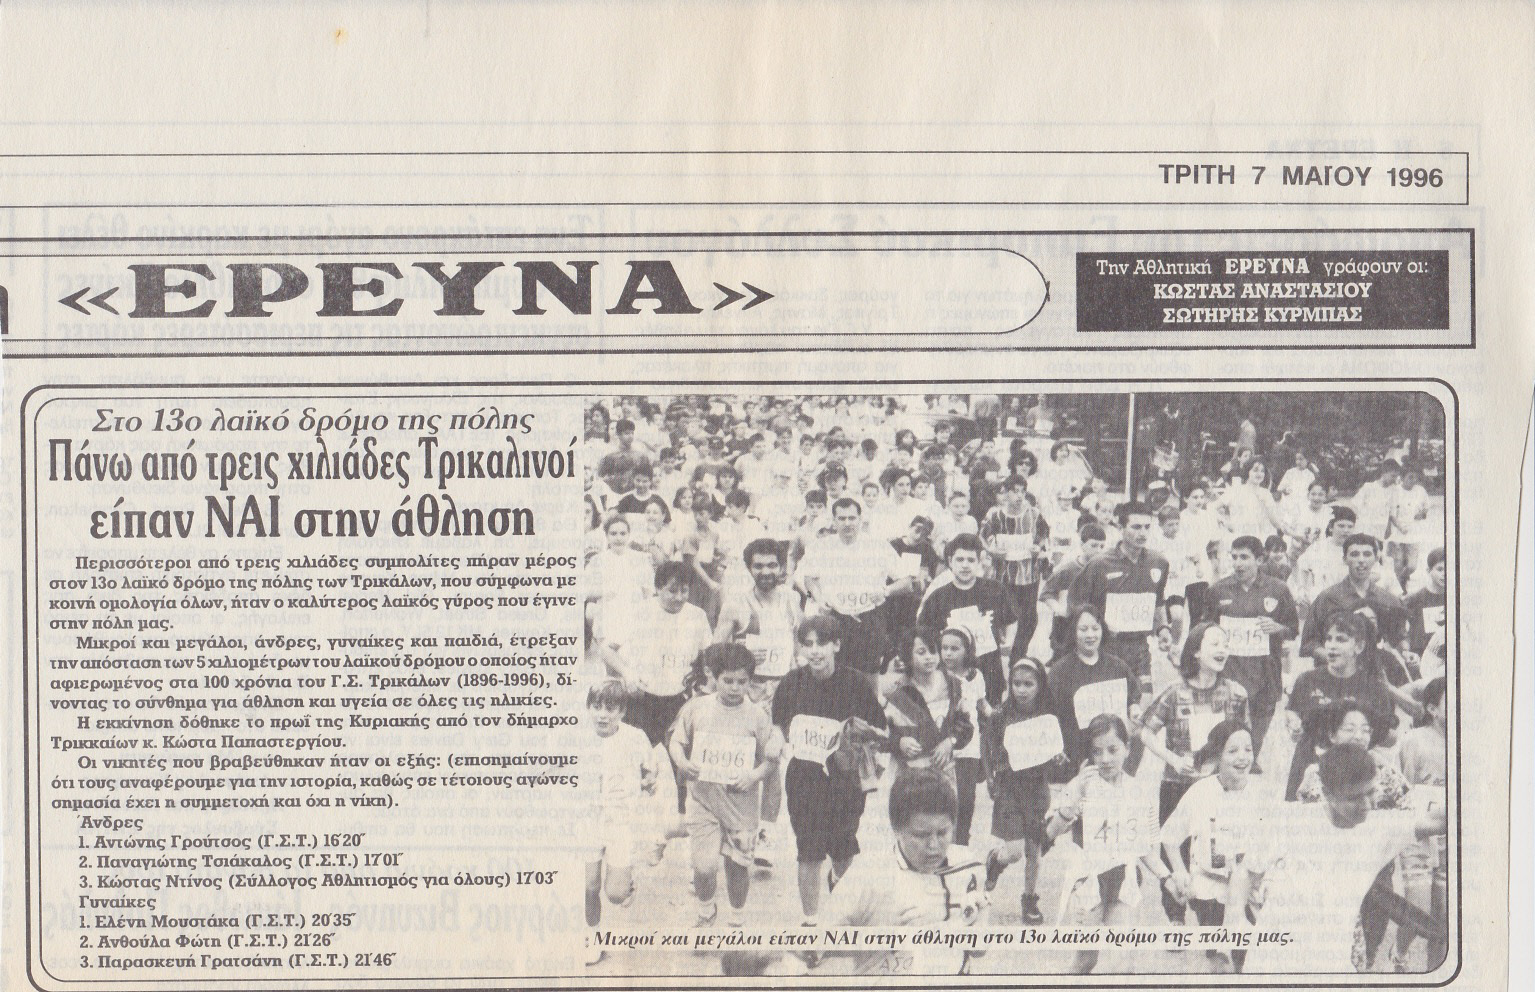 ΤΡΙΤΗ 7 ΜΑΪΟΥ 1996
«ΕΡΕΥΝΑ»
Την Αθλητική ΕΡΕΥΝΑ γράφουν οι:
ΚΩΣΤΑΣ ΑΝΑΣΤΑΣΙΟΥ
ΣΩΤΗΡΗΣ ΚΥΡΜΠΑΣ
Στο 13ο λαϊκό δρόμο της πόλης
Πάνω από τρεις χιλιάδες Τρικαλινοί
είπαν ΝΑΙ στην άθληση
Περισσότεροι από τρεις χιλιάδες συμπολίτες πήραν μέρος
στον 13ο λαϊκό δρόμο της πόλης των Τρικάλων, που σύμφωνα με
κοινή ομολογία όλων, ήταν ο καλύτερος λαϊκός γύρος που έγινε
στην πόλη μας.
Μικροί και μεγάλοι, άνδρες, γυναίκες και παιδιά, έτρεξαν
την απόσταση των 5 χιλιομέτρων του λαϊκού δρόμου ο οποίος ήταν
αφιερωμένος στα 100 χρόνια του Γ.Σ. Τρικάλων (1896-1996), δί-
νοντας το σύνθημα για άθληση και υγεία σε όλες τις ηλικίες.
Η εκκίνηση δόθηκε το πρωΐ της Κυριακής από τον δήμαρχο
Τρικκαίων κ. Κώστα Παπαστεργίου.
Οι νικητές που βραβεύθηκαν ήταν οι εξής: (επισημαίνουμε
ότι τους αναφέρουμε για την ιστορία, καθώς σε τέτοιους αγώνες
σημασία έχει η συμμετοχή και όχι η νίκη).
Άνδρες
1. Αντώνης Γρούτσος (Γ.Σ.Τ.) 16΄20΄΄
2. Παναγιώτης Τσιάκαλος (Γ.Σ.Τ.) 17΄01΄΄
3. Κώστας Ντίνος (Σύλλογος Αθλητισμός για όλους) 17΄03΄΄
Γυναίκες
1. Ελένη Μουστάκα (Γ.Σ.Τ.) 20΄35΄΄
2. Ανθούλα Φώτη (Γ.Σ.Τ.) 21΄26΄΄
3. Παρασκευή Γρατσάνη (Γ.Σ.Τ.) 21΄46΄΄
1896
413
Μικροί και μεγάλοι είπαν ΝΑΙ στην άθληση στο 13ο λαϊκό δρόμο της πόλης μας.